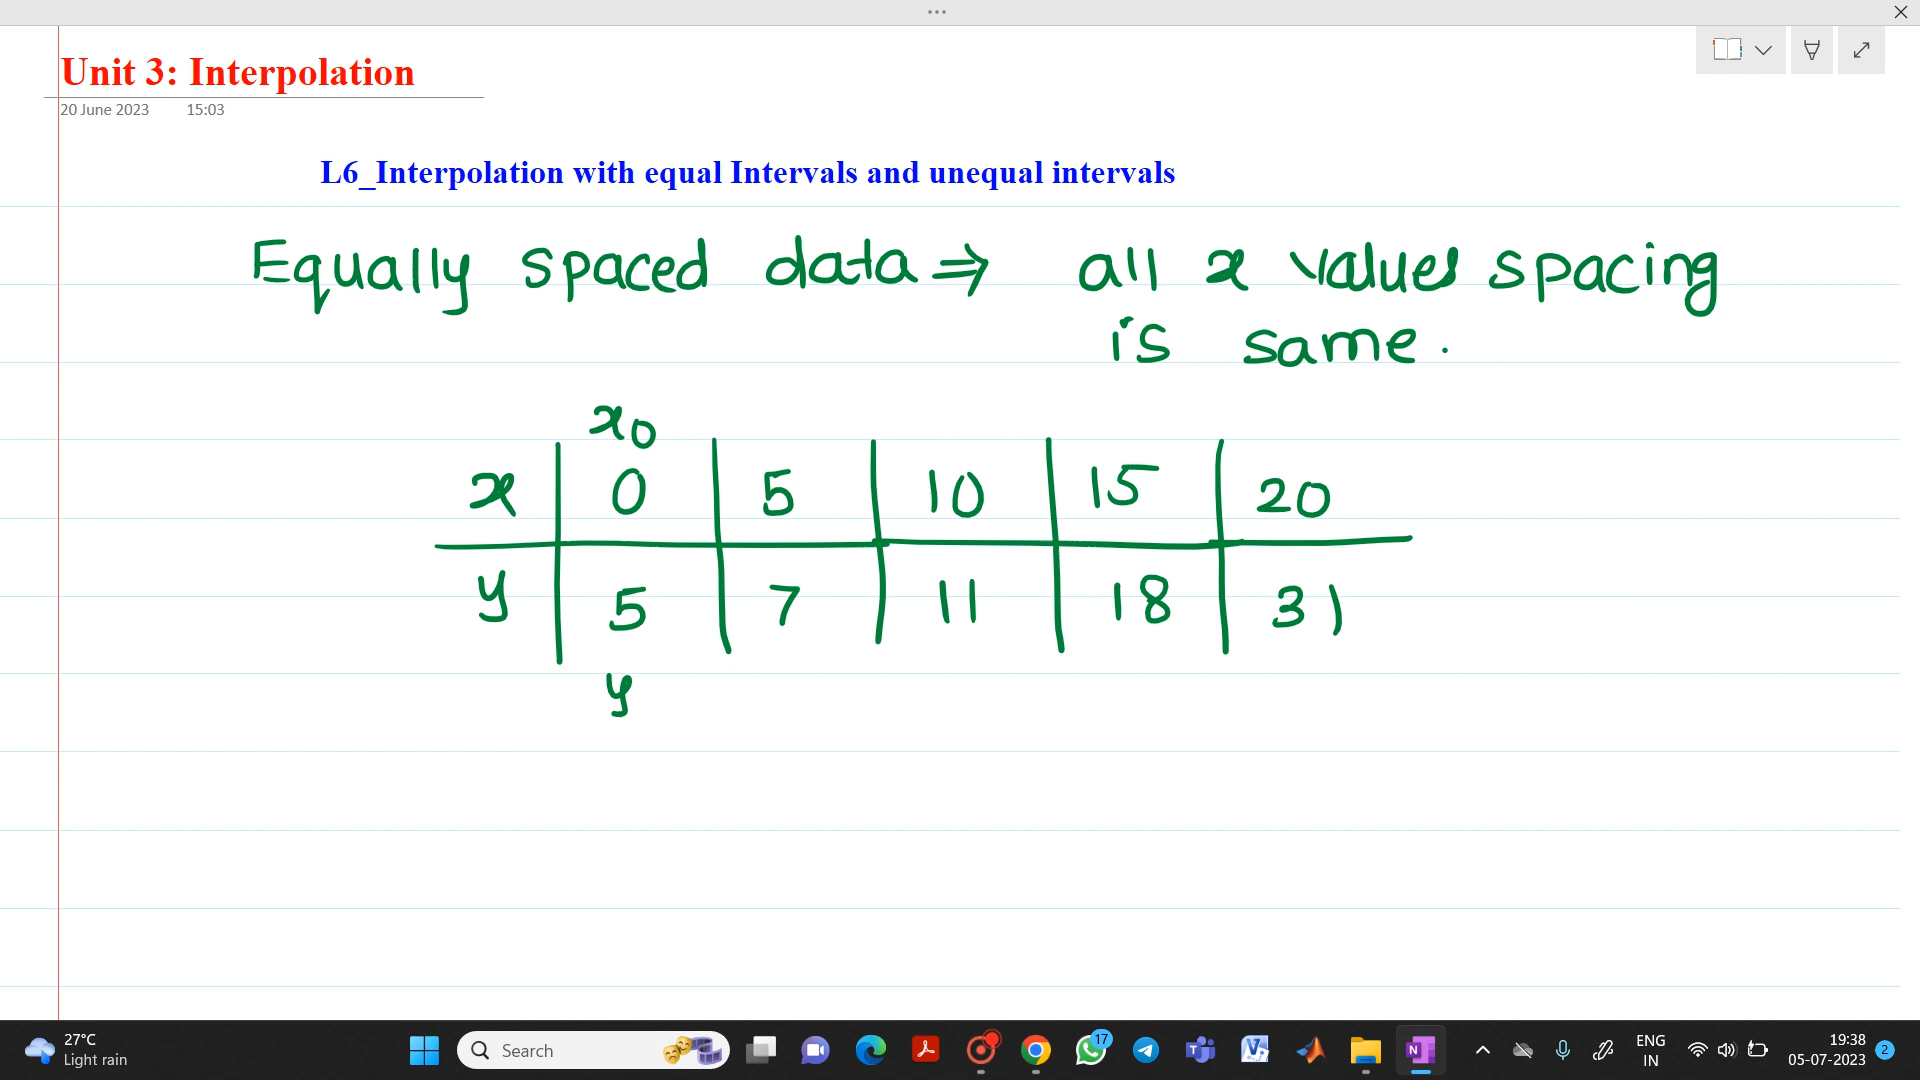 Unit 3: Interpolation
20 June 2023 15:03
L6_Interpolation with equal Intervals and unequal intervals
Equally spaced data ⇒ all x values spacing
is same.
x0
x 0 5 10 15 20
y 5 7 11 18 31
y
27°C
Light rain
Search
17
ENG
IN
19:38
05-07-2023
2